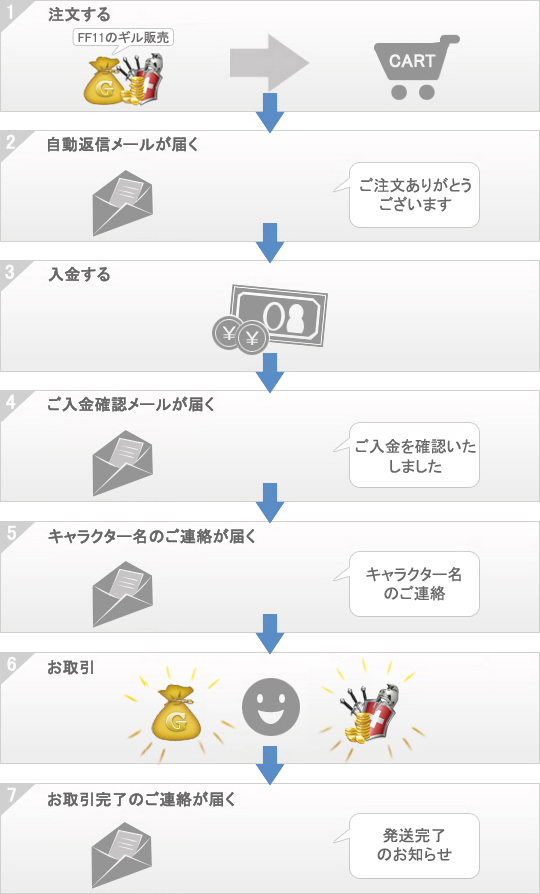 1
注文する
FF11のギル販売
G
CART
2
自動返信メールが届く
ご注文ありがとう
ございます
3
入金する
¥
¥
4
ご入金確認メールが届く
ご入金を確認いた
しました
5
キャラクター名のご連絡が届く
キャラクター名
のご連絡
6
お取引
G
7
お取引完了のご連絡が届く
発送完了
のお知らせ